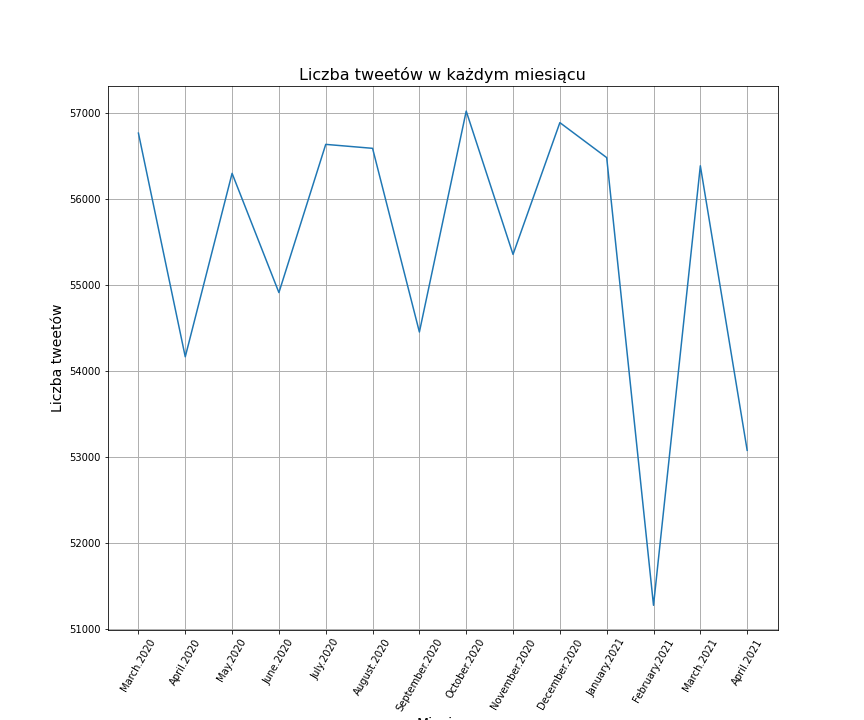 Liczba tweetów w każdym miesiącu
Liczba tweetów
57000
56000
55000
54000
53000
52000
51000
March.2020
April.2020
May.2020
June.2020
July.2020
August.2020
September.2020
October.2020
November.2020
December.2020
January.2021
February.2021
March.2021
April.2021